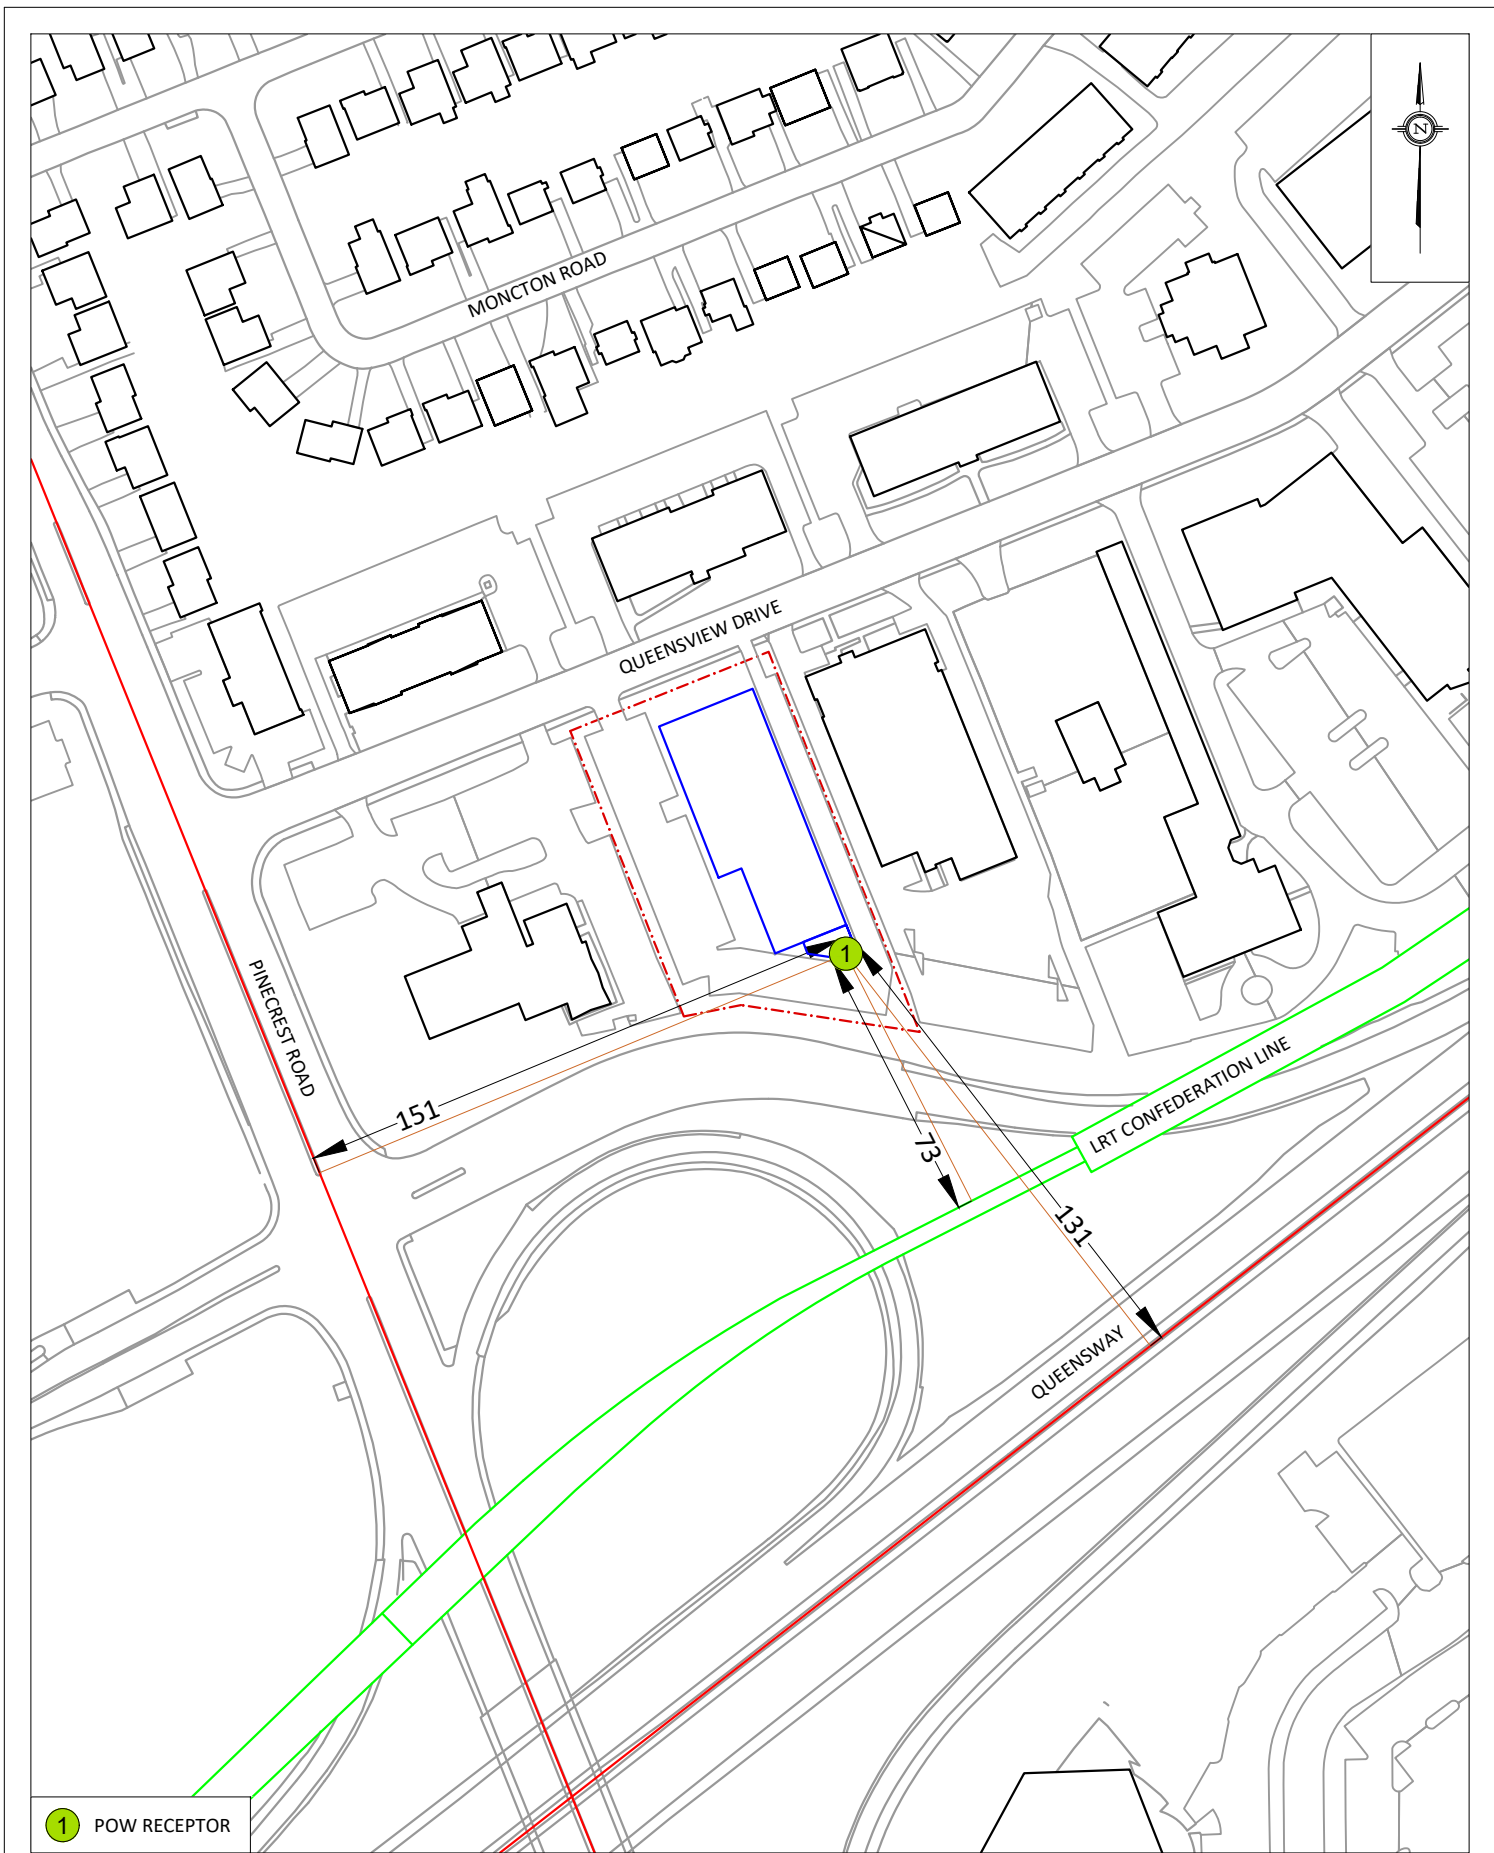 N
MONCTON ROAD
QUEENSVIEW DRIVE
1
PINECREST ROAD
LRT CONFEDERATION LINE
151
73
131
QUEENSWAY
1 POW RECEPTOR